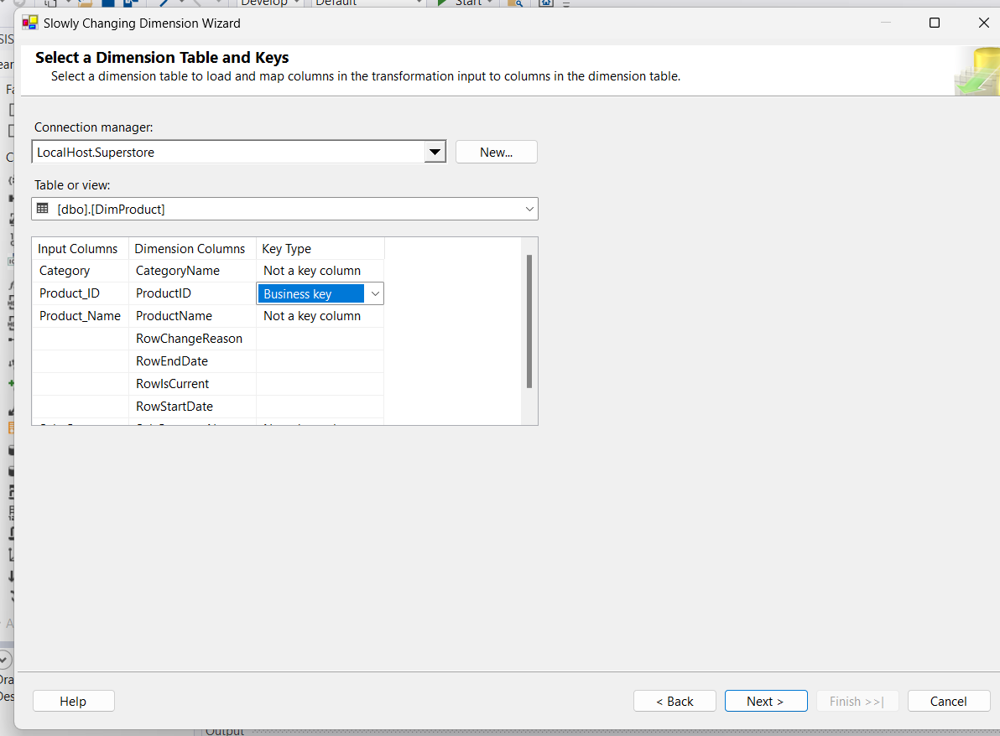 Develop Default Start
Slowly Changing Dimension Wizard
Select a Dimension Table and Keys
Select a dimension table to load and map columns in the transformation input to columns in the dimension table.
Connection manager:
LocalHost.Superstore New...
Table or view:
[dbo].[DimProduct]
Input Columns Dimension Columns Key Type
Category CategoryName Not a key column
Product_ID ProductID Business key
Product_Name ProductName Not a key column
RowChangeReason
RowEndDate
RowIsCurrent
RowStartDate
Help < Back Next > Finish >>| Cancel
Output